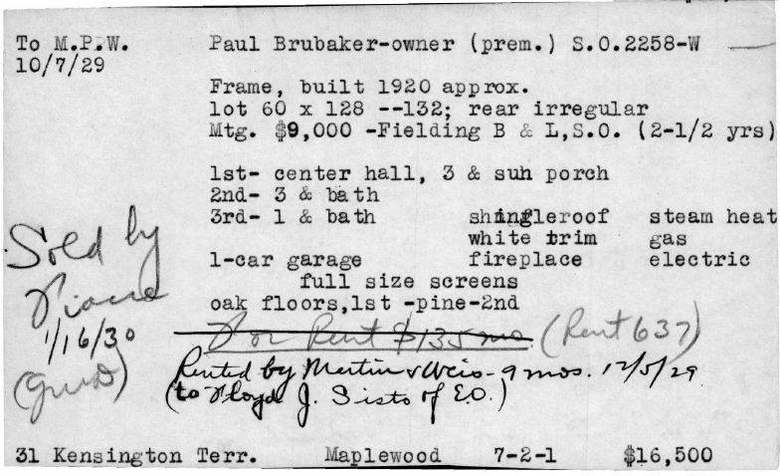 To M.P.W.
10/7/29
Paul Brubaker-owner (prem.) S.O.2258-W
Frame, built 1920 approx.
lot 60 x 128 --132; rear irregular
Mtg. $9,000 -Fielding B & L,S.O. (2-1/2 yrs)
1st- center hall, 3 & sun porch
2nd- 3 & bath
3rd- 1 & bath shingleroof steam heat
white trim gas
1-car garage fireplace electric
full size screens
oak floors,1st -pine-2nd
Sold by
1/16/30
For Rent $135 mo (Rent 637)
Rented by Martin & Weis - 9 mos. 12/5/29
(to Floyd J. Sisto of E.O.)
31 Kensington Terr. Maplewood 7-2-1 $16,500